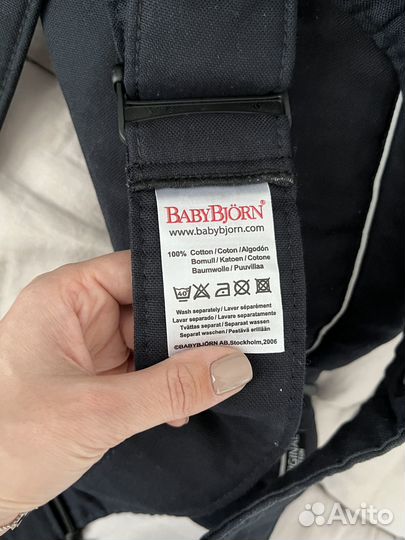 BABYBJÖRN®
www.babybjorn.com
100% Cotton / Coton / Algodón
Bomull / Katoen / Cotone
Baumwolle / Puuvillaa
40
Wash separately / Laver séparément
Lavar separado / Lavare separatamente
Tvättas separat / Separaat wassen
Separat waschen / Pestävä erillään
©BABYBJÖRN AB, Stockholm, 2006
Avito